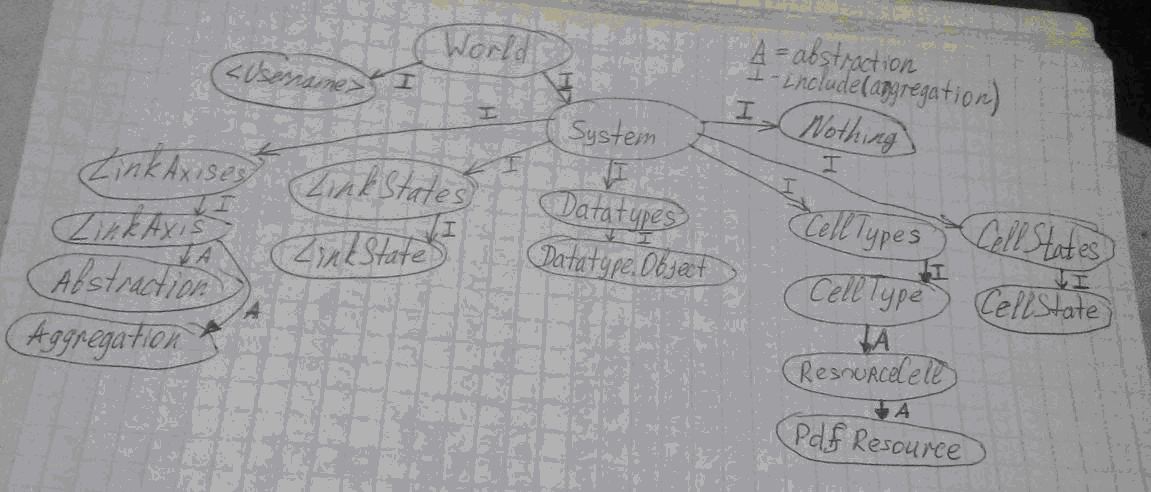 World
A = abstraction
I - include(aggregation)
<Username>
I
I
System
I
Nothing
I
LinkAxises
I
LinkAxis
A
Abstraction
A
Aggregation
I
LinkStates
I
LinkState
I
Datatypes
I
Datatype.Object
I
CellTypes
I
CellType
A
ResourceCell
A
Pdf Resource
I
CellStates
I
CellState